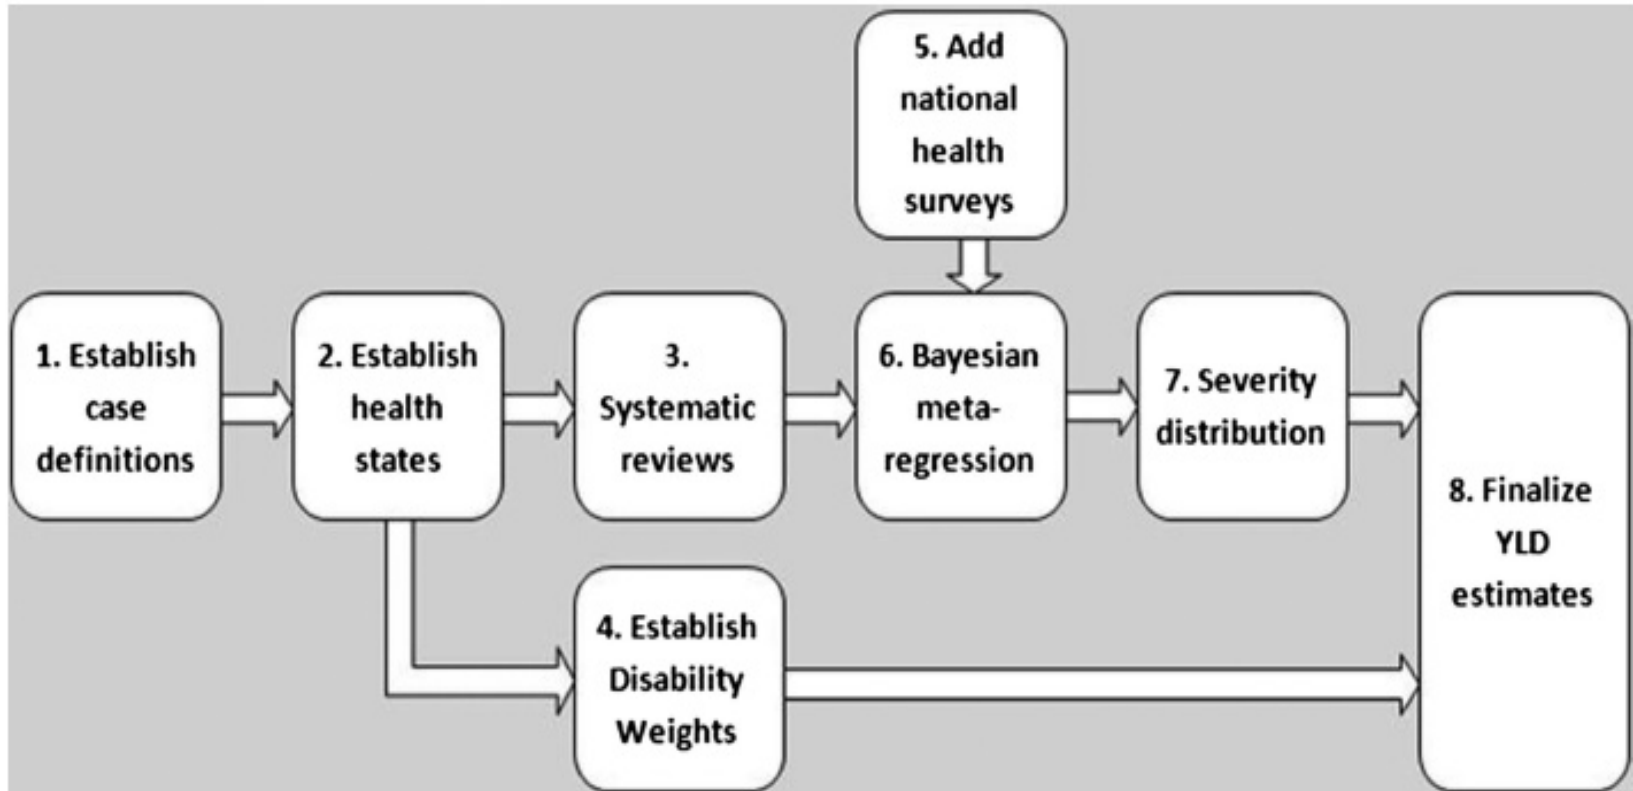 1. Establish
case
definitions
2. Establish
health
states
3.
Systematic
reviews
4. Establish
Disability
Weights
5. Add
national
health
surveys
6. Bayesian
meta-
regression
7. Severity
distribution
8. Finalize
YLD
estimates